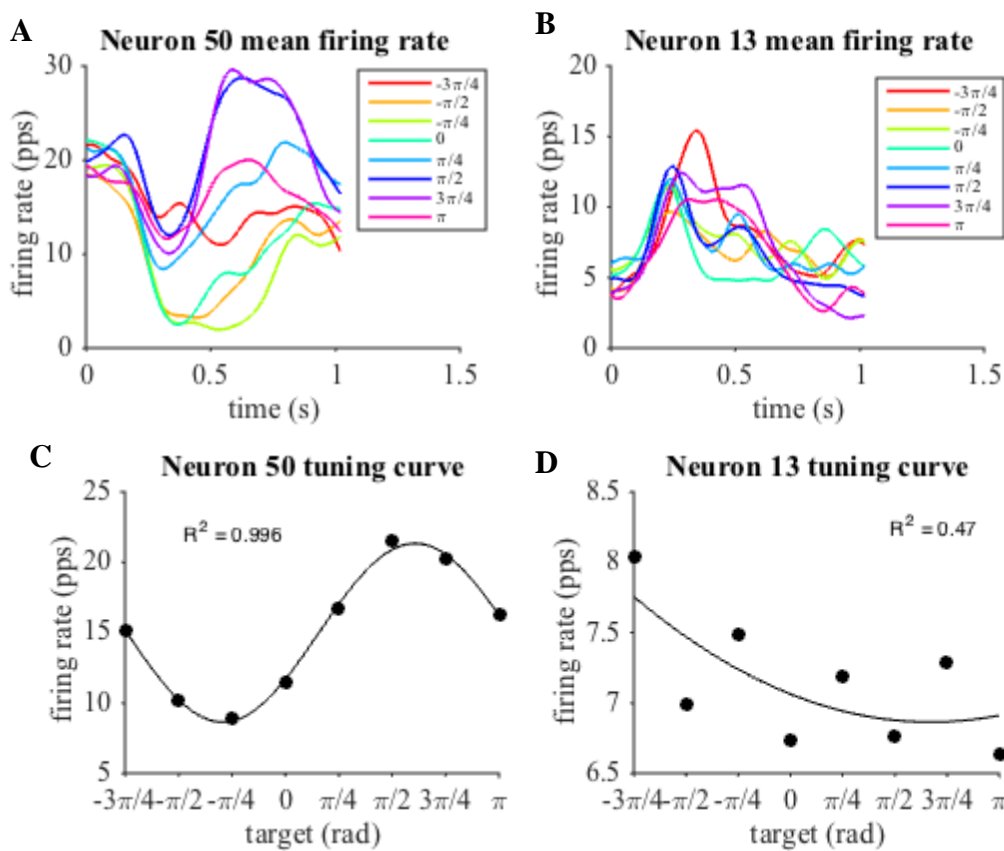 A
Neuron 50 mean firing rate
30
20
10
0
firing rate (pps)
0
0.5
1
1.5
time (s)
-3π/4
-π/2
-π/4
0
π/4
π/2
3π/4
π
B
Neuron 13 mean firing rate
20
15
10
5
0
firing rate (pps)
0
0.5
1
1.5
time (s)
-3π/4
-π/2
-π/4
0
π/4
π/2
3π/4
π
C
Neuron 50 tuning curve
25
20
15
10
5
firing rate (pps)
R² = 0.996
-3π/4 -π/2 -π/4 0 π/4 π/2 3π/4 π
target (rad)
D
Neuron 13 tuning curve
8.5
8
7.5
7
6.5
firing rate (pps)
R² = 0.47
-3π/4 -π/2 -π/4 0 π/4 π/2 3π/4 π
target (rad)